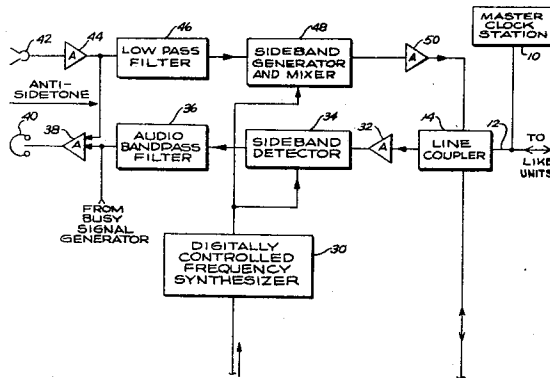 MASTER
CLOCK
STATION
10
42
44
A
46
LOW PASS
FILTER
48
SIDEBAND
GENERATOR
AND MIXER
50
A
ANTI-
SIDETONE
40
38
A
36
AUDIO
BANDPASS
FILTER
34
SIDEBAND
DETECTOR
32
A
14
LINE
COUPLER
12
TO
LIKE
UNITS
FROM
BUSY
SIGNAL
GENERATOR
DIGITALLY
CONTROLLED
FREQUENCY
SYNTHESIZER
30